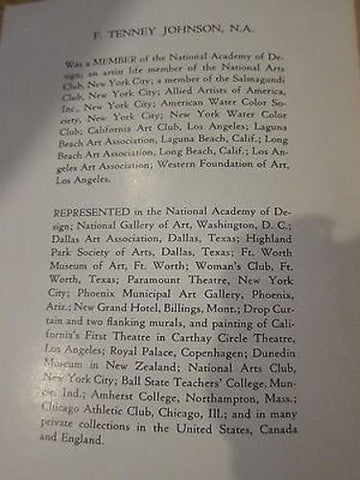 F. TENNEY JOHNSON, N.A.
Was a MEMBER of the National Academy of De-
sign; an artist life member of the National Arts
Club, New York City; a member of the Salmagundi
Club, New York City; Allied Artists of America,
Inc., New York City; American Water Color So-
ciety, New York City; New York Water Color
Club; California Art Club, Los Angeles; Laguna
Beach Art Association, Laguna Beach, Calif.; Long
Beach Art Association, Long Beach, Calif.; Los An-
geles Art Association; Western Foundation of Art,
Los Angeles.
REPRESENTED in the National Academy of De-
sign; National Gallery of Art, Washington, D. C.;
Dallas Art Association, Dallas, Texas; Highland
Park Society of Arts, Dallas, Texas; Ft. Worth
Museum of Art, Ft. Worth; Woman's Club, Ft.
Worth, Texas; Paramount Theatre, New York
City; Phoenix Municipal Art Gallery, Phoenix,
Ariz.; New Grand Hotel, Billings, Mont.; Drop Cur-
tain and two flanking murals, and painting of Cali-
fornia's First Theatre in Carthay Circle Theatre,
Los Angeles; Royal Palace, Copenhagen; Dunedin
Museum in New Zealand; National Arts Club,
New York City; Ball State Teachers' College, Mun-
cie, Ind.; Amherst College, Northampton, Mass.;
Chicago Athletic Club, Chicago, Ill.; and in many
private collections in the United States, Canada
and England.